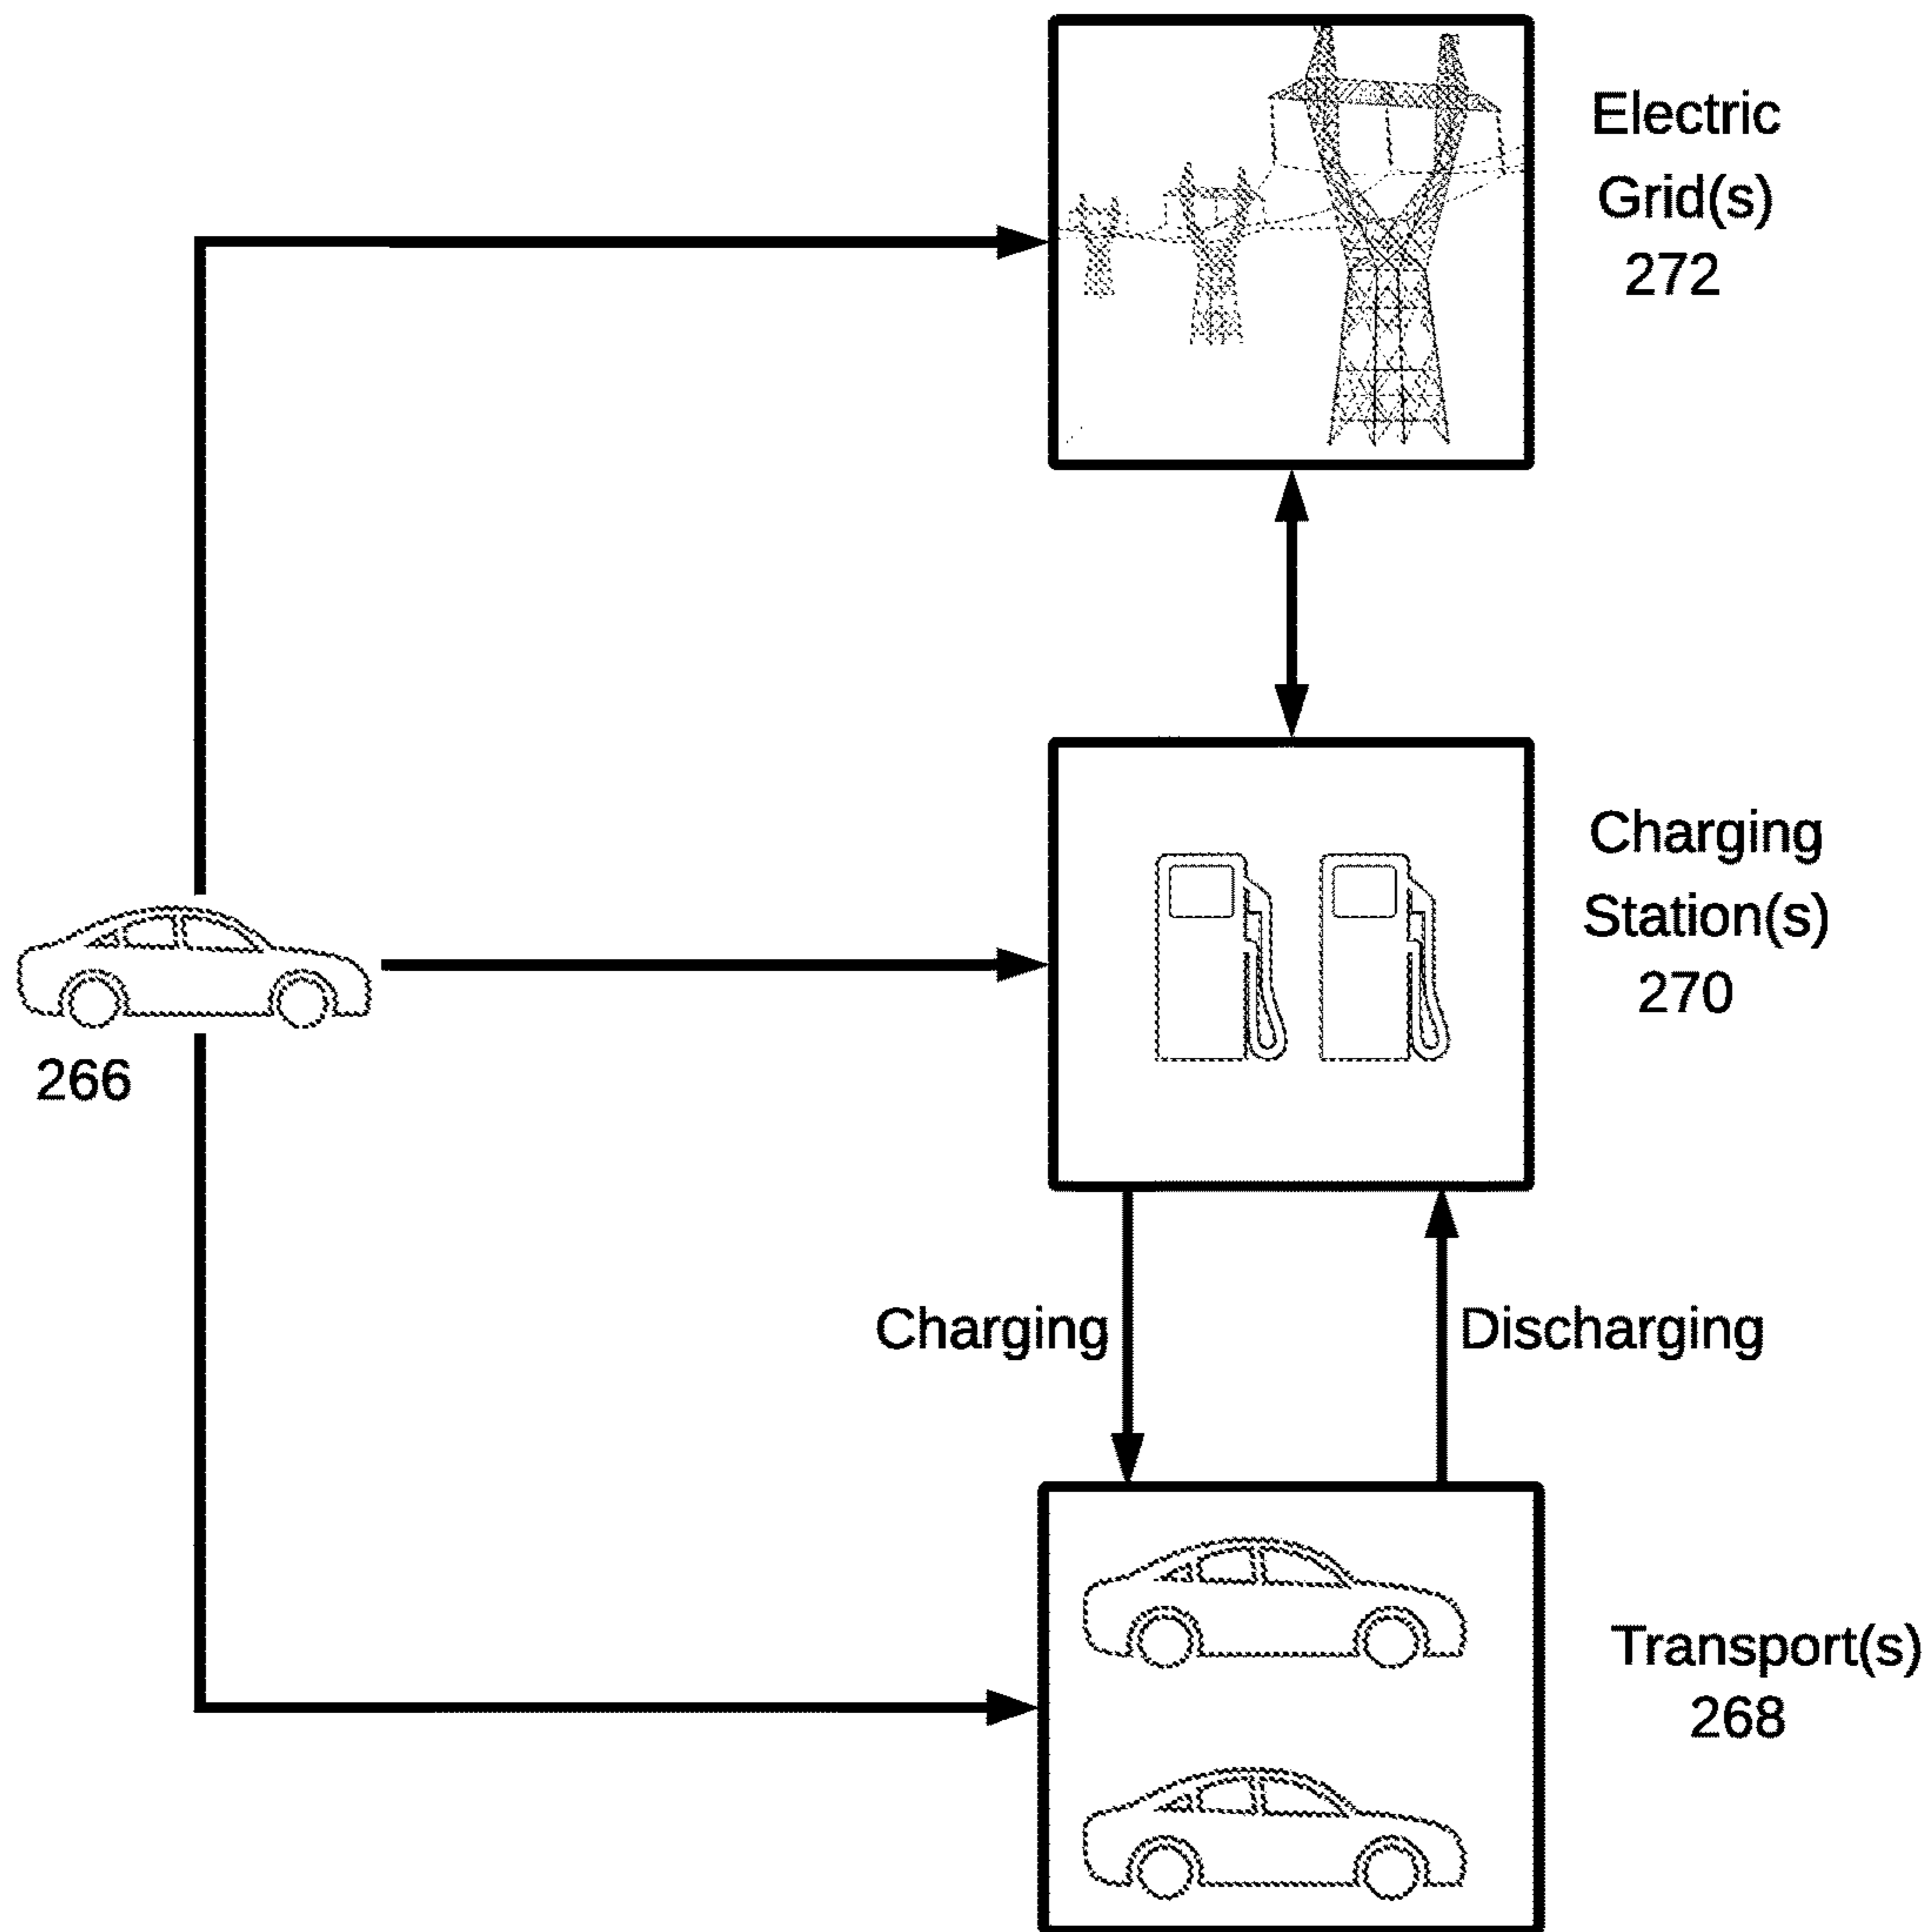 Electric
Grid(s)
272
Charging
Station(s)
270
266
Charging
Discharging
Transport(s)
268